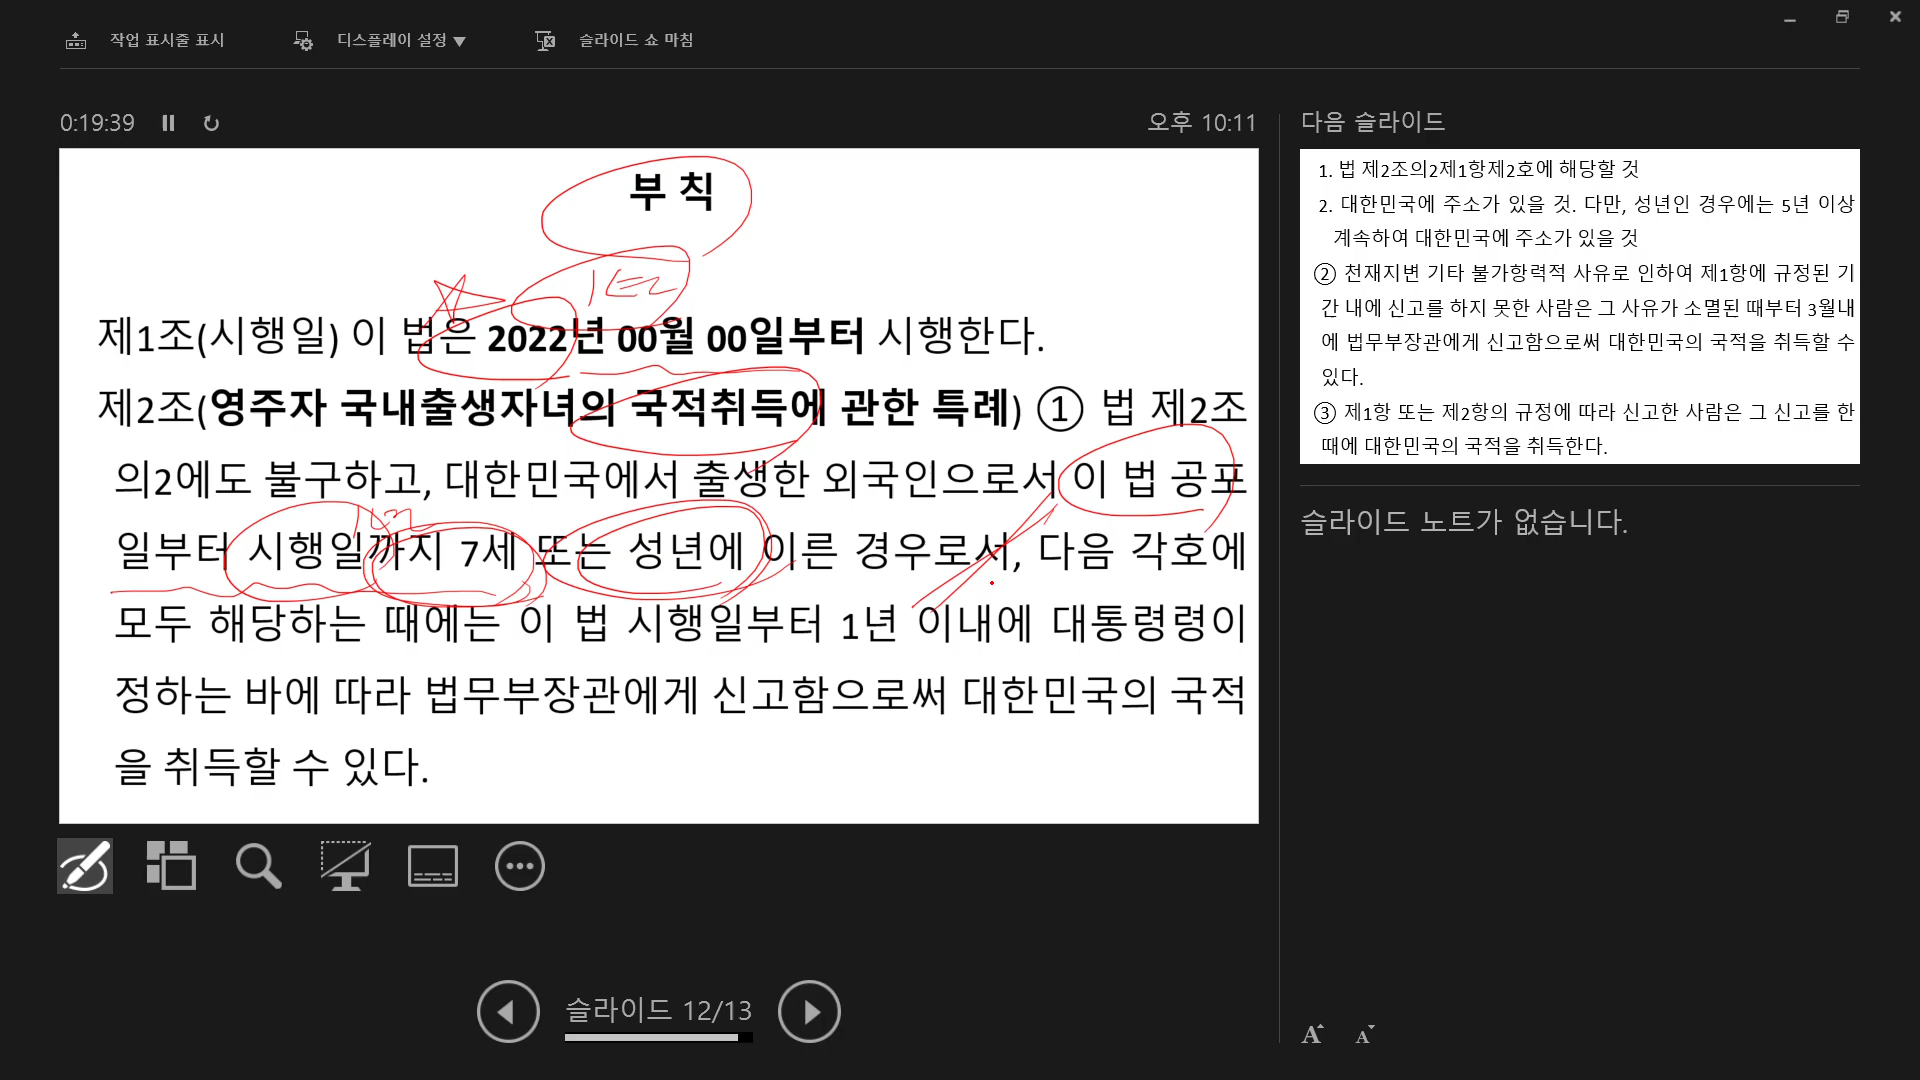 작업 표시줄 표시
디스플레이 설정
슬라이드 쇼 마침
0:19:39
오후 10:11
부 칙
1년
제1조(시행일) 이 법은 2022년 00월 00일부터 시행한다.
제2조(영주자 국내출생자녀의 국적취득에 관한 특례) ① 법 제2조
의2에도 불구하고, 대한민국에서 출생한 외국인으로서 이 법 공포
일부터 시행일까지 7세 또는 성년에 이른 경우로서, 다음 각호에
모두 해당하는 때에는 이 법 시행일부터 1년 이내에 대통령령이
정하는 바에 따라 법무부장관에게 신고함으로써 대한민국의 국적
을 취득할 수 있다.
슬라이드 12/13
다음 슬라이드
1. 법 제2조의2제1항제2호에 해당할 것
2. 대한민국에 주소가 있을 것. 다만, 성년인 경우에는 5년 이상
계속하여 대한민국에 주소가 있을 것
② 천재지변 기타 불가항력적 사유로 인하여 제1항에 규정된 기
간 내에 신고를 하지 못한 사람은 그 사유가 소멸된 때부터 3월내
에 법무부장관에게 신고함으로써 대한민국의 국적을 취득할 수
있다.
③ 제1항 또는 제2항의 규정에 따라 신고한 사람은 그 신고를 한
때에 대한민국의 국적을 취득한다.
슬라이드 노트가 없습니다.
A A